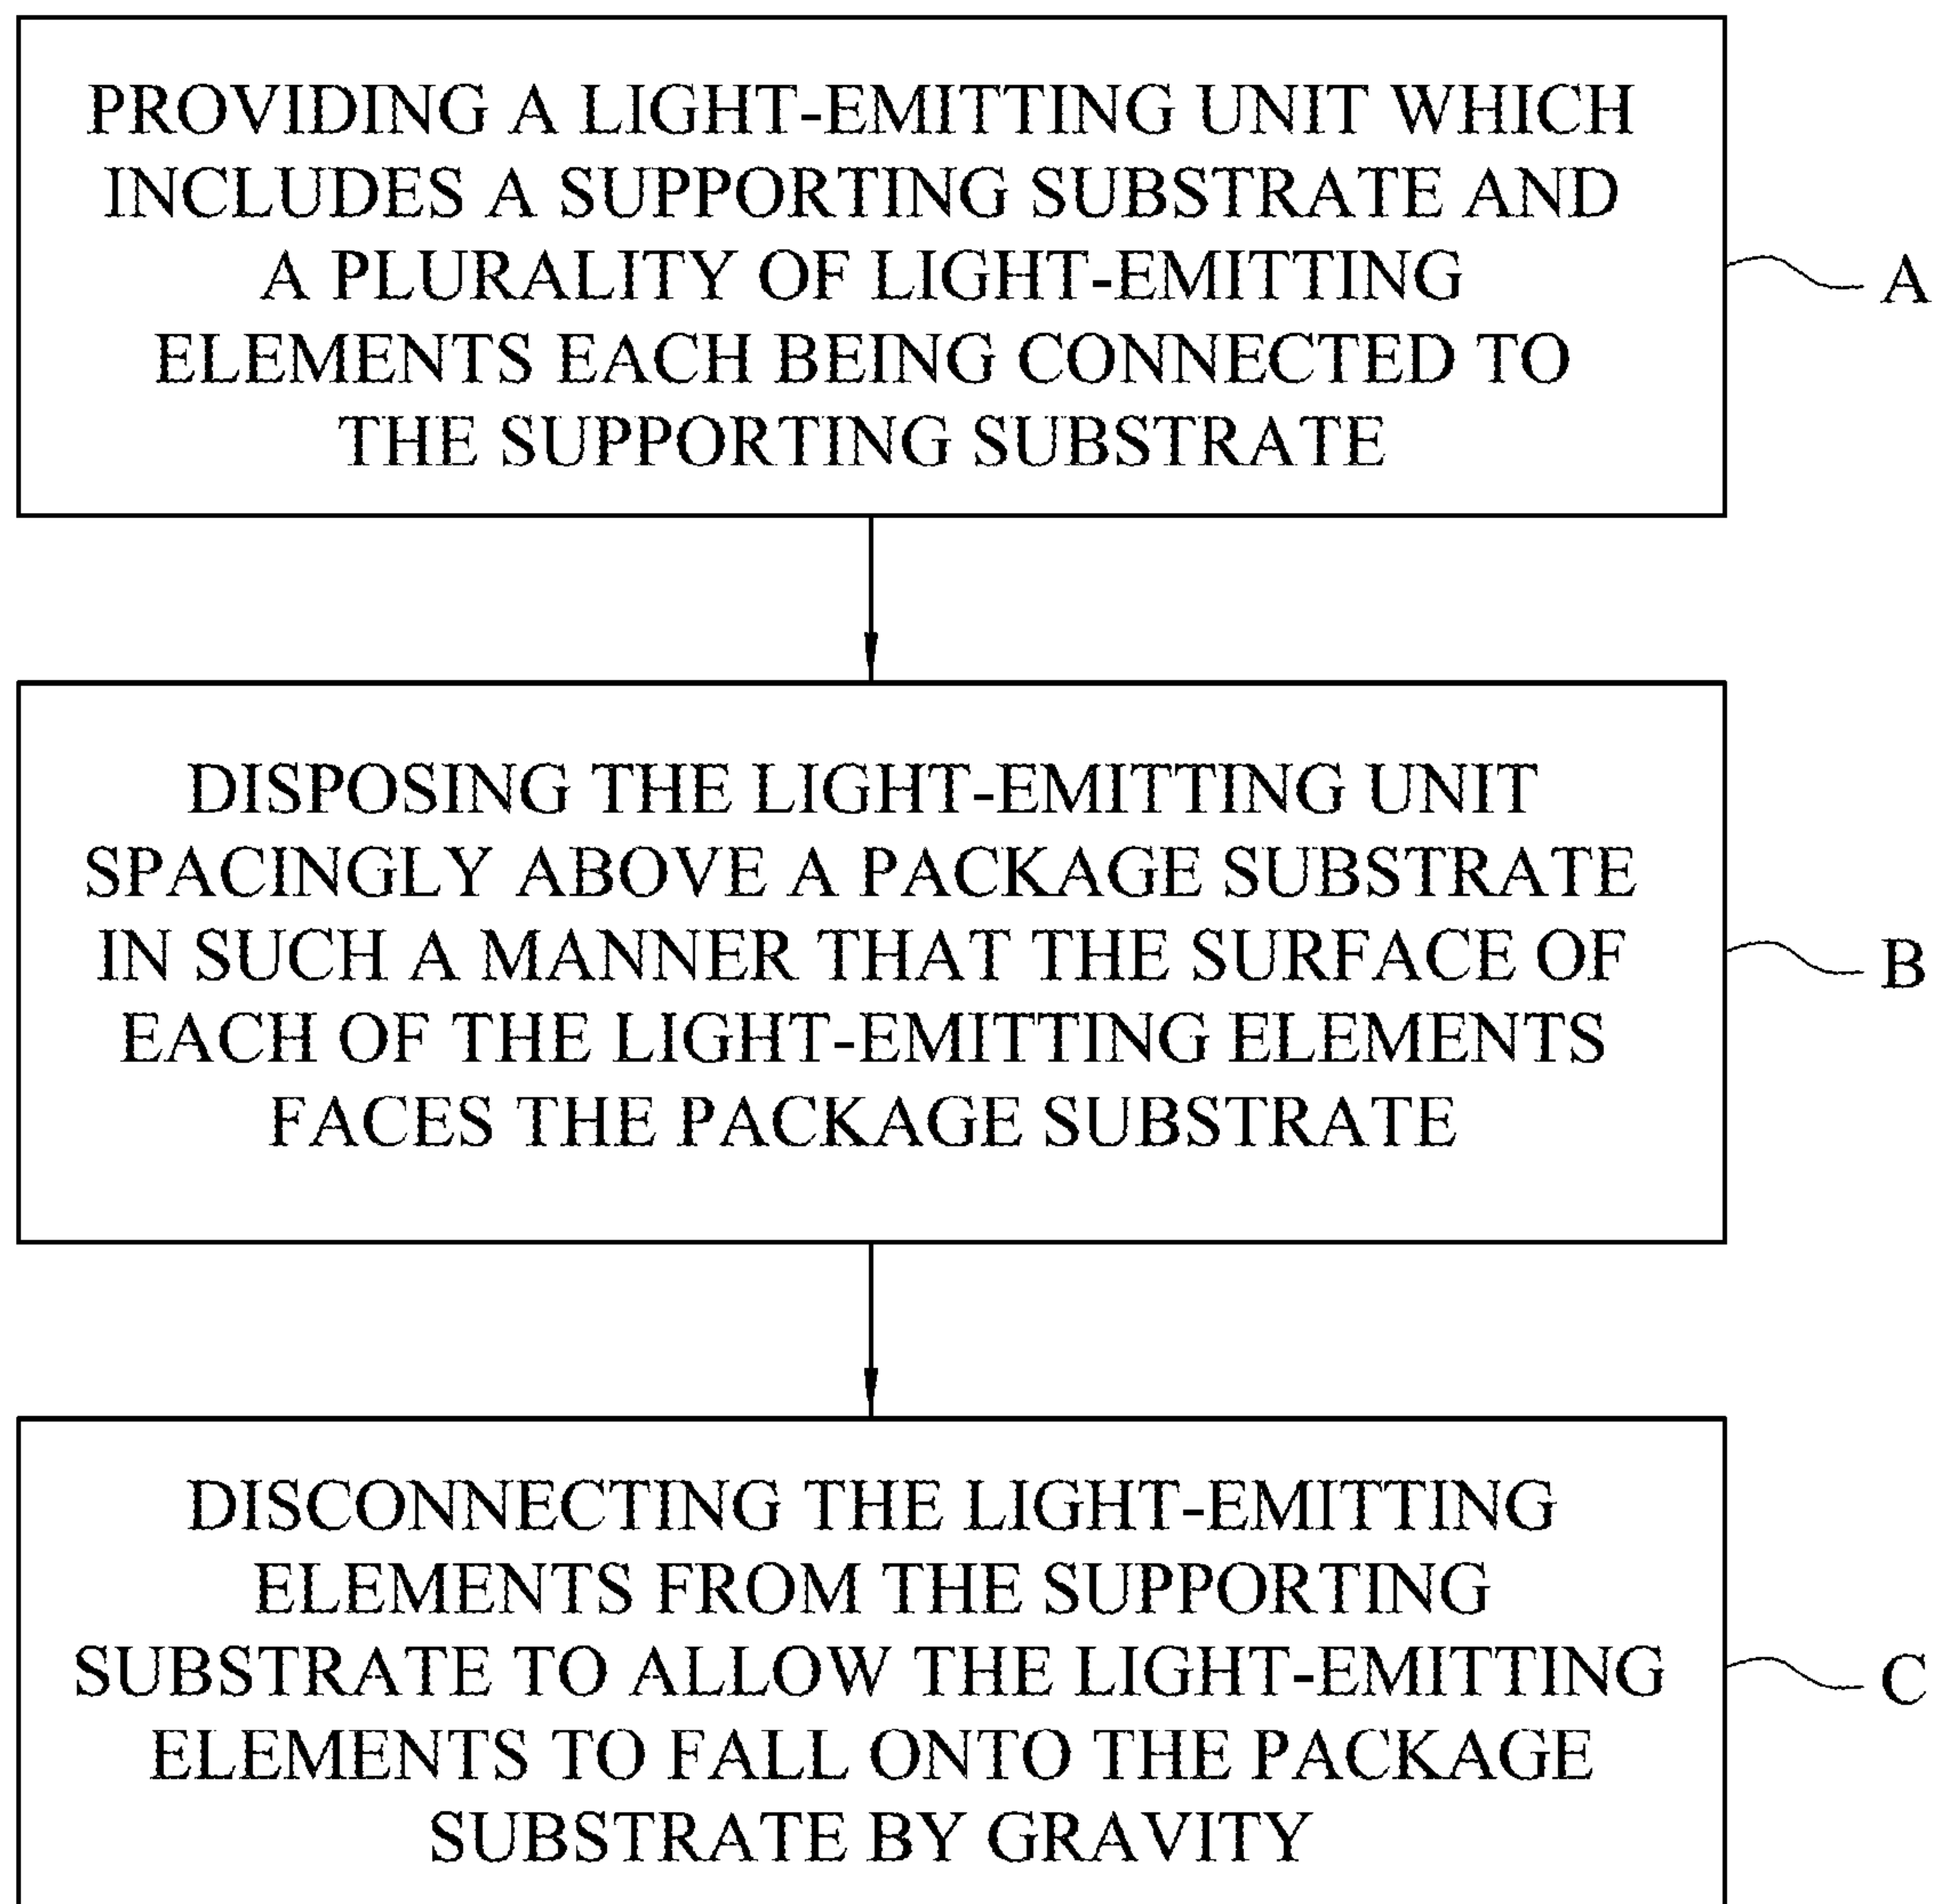 PROVIDING A LIGHT-EMITTING UNIT WHICH
INCLUDES A SUPPORTING SUBSTRATE AND
A PLURALITY OF LIGHT-EMITTING
ELEMENTS EACH BEING CONNECTED TO
THE SUPPORTING SUBSTRATE
A
DISPOSING THE LIGHT-EMITTING UNIT
SPACINGLY ABOVE A PACKAGE SUBSTRATE
IN SUCH A MANNER THAT THE SURFACE OF
EACH OF THE LIGHT-EMITTING ELEMENTS
FACES THE PACKAGE SUBSTRATE
B
DISCONNECTING THE LIGHT-EMITTING
ELEMENTS FROM THE SUPPORTING
SUBSTRATE TO ALLOW THE LIGHT-EMITTING
ELEMENTS TO FALL ONTO THE PACKAGE
SUBSTRATE BY GRAVITY
C